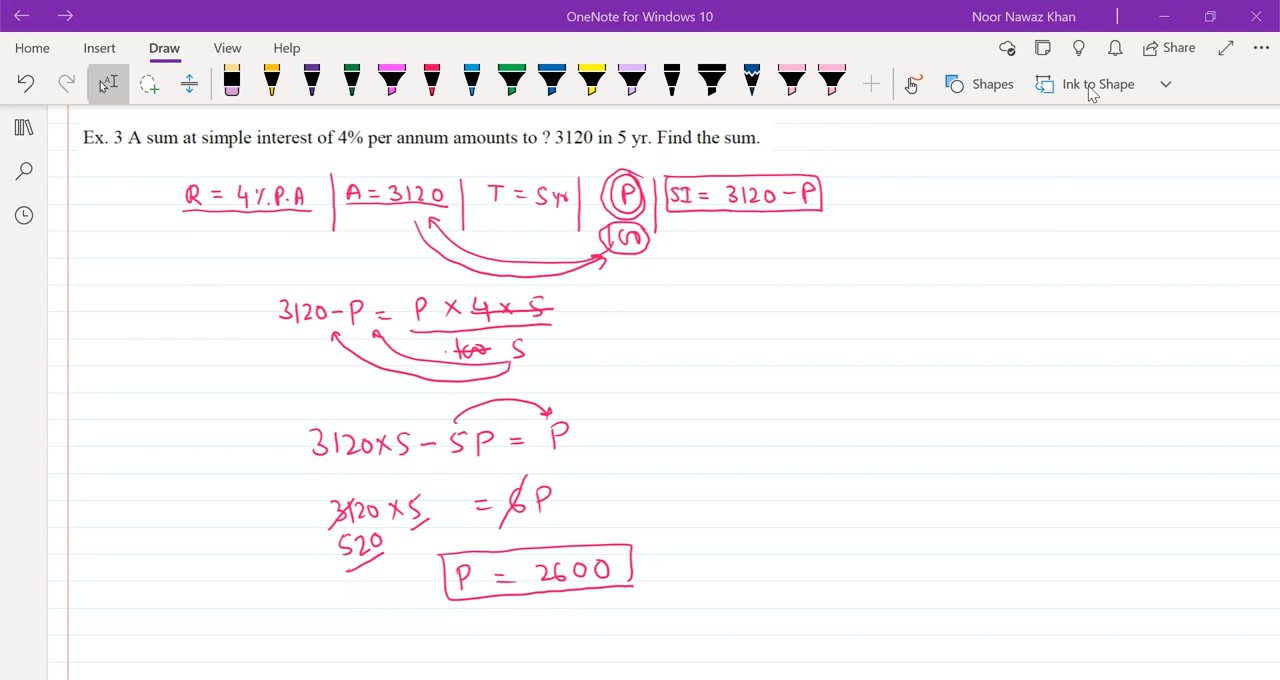 OneNote for Windows 10
Noor Nawaz Khan
Home Insert Draw View Help
Share
Shapes
Ink to Shape
Ex. 3 A sum at simple interest of 4% per annum amounts to ? 3120 in 5 yr. Find the sum.
R = 4%.P.A | A = 3120 | T = 5yr | P | SI = 3120 - P
100
3120 - P = P × 4 × 5
100 5
3120×5 - 5P = P
3120 × 5 = 6P
520
P = 2600